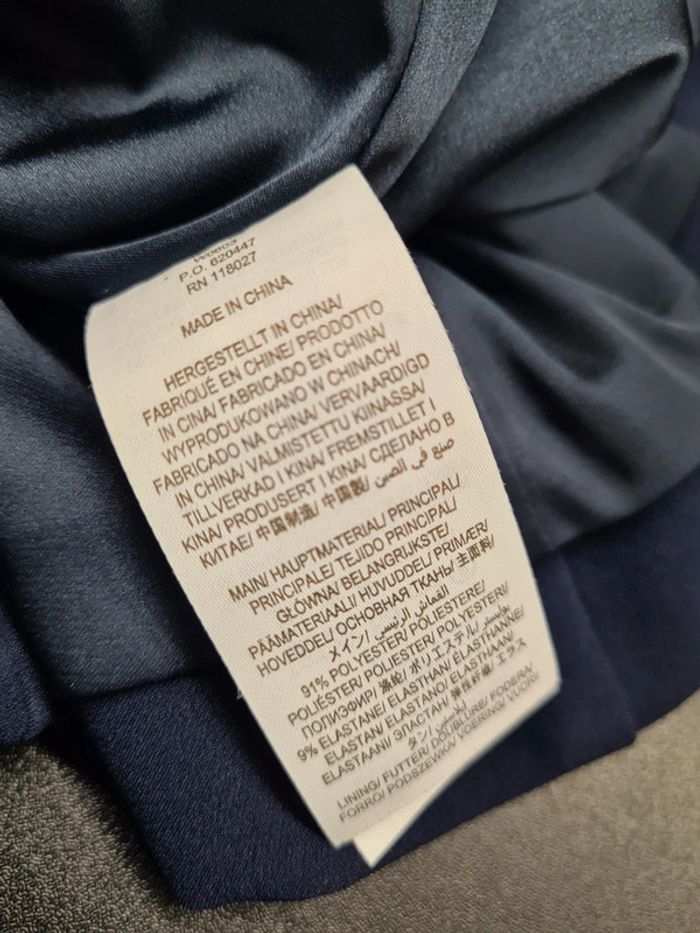 P.O. 620447
RN 118027
MADE IN CHINA
HERGESTELLT IN CHINA/
FABRIQUÉ EN CHINE/ PRODOTTO
IN CINA/ FABRICADO EN CHINA/
WYPRODUKOWANO W CHINACH/
FABRICADO NA CHINA/ VERVAARDIGD
IN CHINA/ VALMISTETTU KIINASSA/
TILLVERKAD I KINA/ FREMSTILLET I
KINA/ PRODUSERT I KINA/ СДЕЛАНО В
КИТАЕ/ 中国制造/ 中国製/ صنع في الصين
MAIN/ HAUPTMATERIAL/ PRINCIPAL/
PRINCIPALE/ TEJIDO PRINCIPAL/
GŁÓWNA/ BELANGRIJKSTE/
PÄÄMATERIAALI/ HUVUDDEL/ PRIMÆR/
HOVEDDEL/ ОСНОВНАЯ ТКАНЬ/ 主面料/
メイン/ القماش الرئيسي
91% POLYESTER/ POLIESTERE/
POLIÉSTER/ POLIESTER/ POLYESTERI/
ПОЛИЭФИР/ 涤纶/ ポリエステル/ بوليستر
9% ELASTANE/ ELASTHAN/ ELASTHANNE/
ELASTAN/ ELASTANO/ ELASTAAN/
ELASTAANI/ ЭЛАСТАН/ 弹性纤维/ エラス
タン/ إيلاستين
LINING/ FUTTER/ DOUBLURE/ FODERA/
FORRO/ PODSZEWKA/ VOERING/ VUORI/